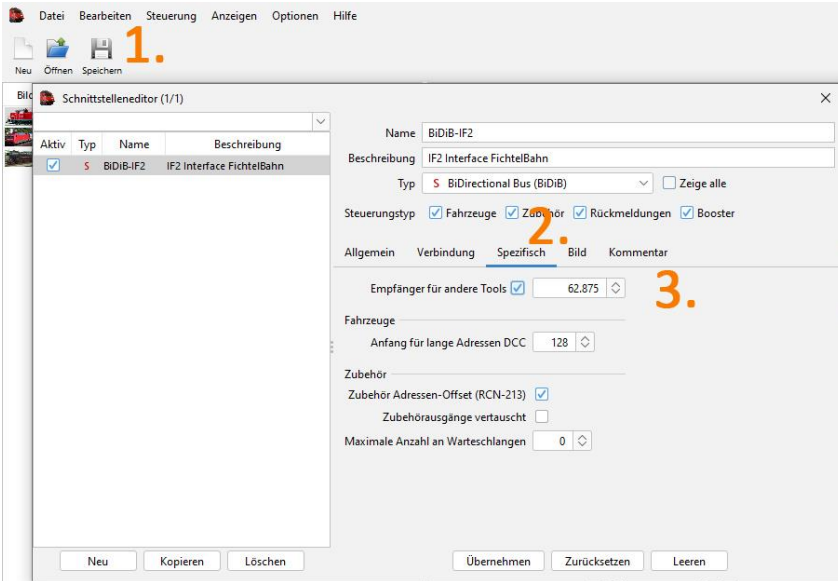 Datei Bearbeiten Steuerung Anzeigen Optionen Hilfe
1.
Neu Öffnen Speichern
Schnittstelleneditor (1/1)
Name BiDiB-IF2
Aktiv Typ Name Beschreibung
BiDiB-IF2 IF2 Interface FichtelBahn
Beschreibung IF2 Interface FichtelBahn
Typ S BiDirectional Bus (BiDiB) Zeige alle
S
Steuerungstyp Fahrzeuge Zubehör Rückmeldungen Booster
2.
Allgemein Verbindung Spezifisch Bild Kommentar
Empfänger für andere Tools 62.875
3.
Fahrzeuge
Anfang für lange Adressen DCC 128
Zubehör
Zubehör Adressen-Offset (RCN-213)
Zubehörausgänge vertauscht
Maximale Anzahl an Warteschlangen 0
Neu Kopieren Löschen
Übernehmen Zurücksetzen Leeren